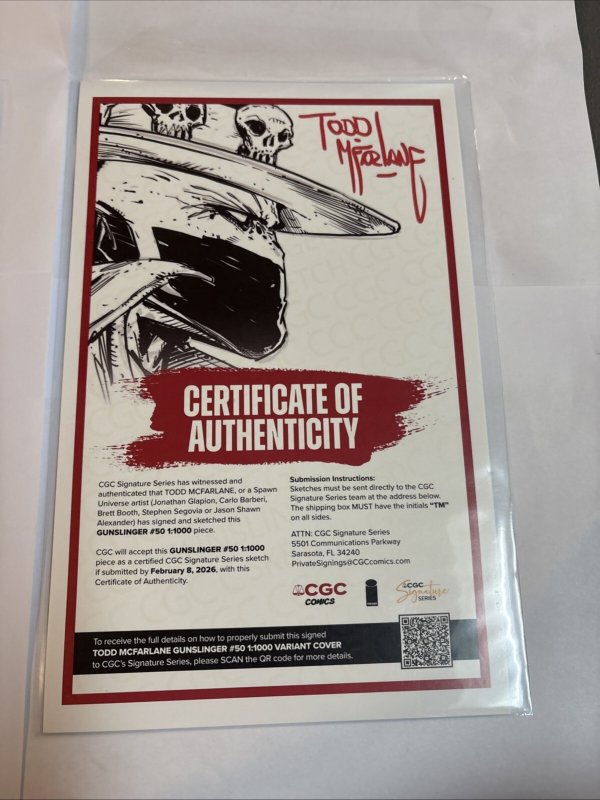 TODD
McFARLANE
CERTIFICATE OF
AUTHENTICITY
CGC Signature Series has witnessed and
authenticated that TODD MCFARLANE, or a Spawn
Universe artist (Jonathan Glapion, Carlo Barberi,
Brett Booth, Stephen Segovia or Jason Shawn
Alexander) has signed and sketched this
GUNSLINGER #50 1:1000 piece.
CGC will accept this GUNSLINGER #50 1:1000
piece as a certified CGC Signature Series sketch
if submitted by February 8, 2026, with this
Certificate of Authenticity.
Submission Instructions:
Sketches must be sent directly to the CGC
Signature Series team at the address below.
The shipping box MUST have the initials “TM”
on all sides.
ATTN: CGC Signature Series
5501 Communications Parkway
Sarasota, FL 34240
PrivateSignings@CGCcomics.com
CGC
COMICS
CGC
Signature
SERIES
To receive the full details on how to properly submit this signed
TODD MCFARLANE GUNSLINGER #50 1:1000 VARIANT COVER
to CGC's Signature Series, please SCAN the QR code for more details.